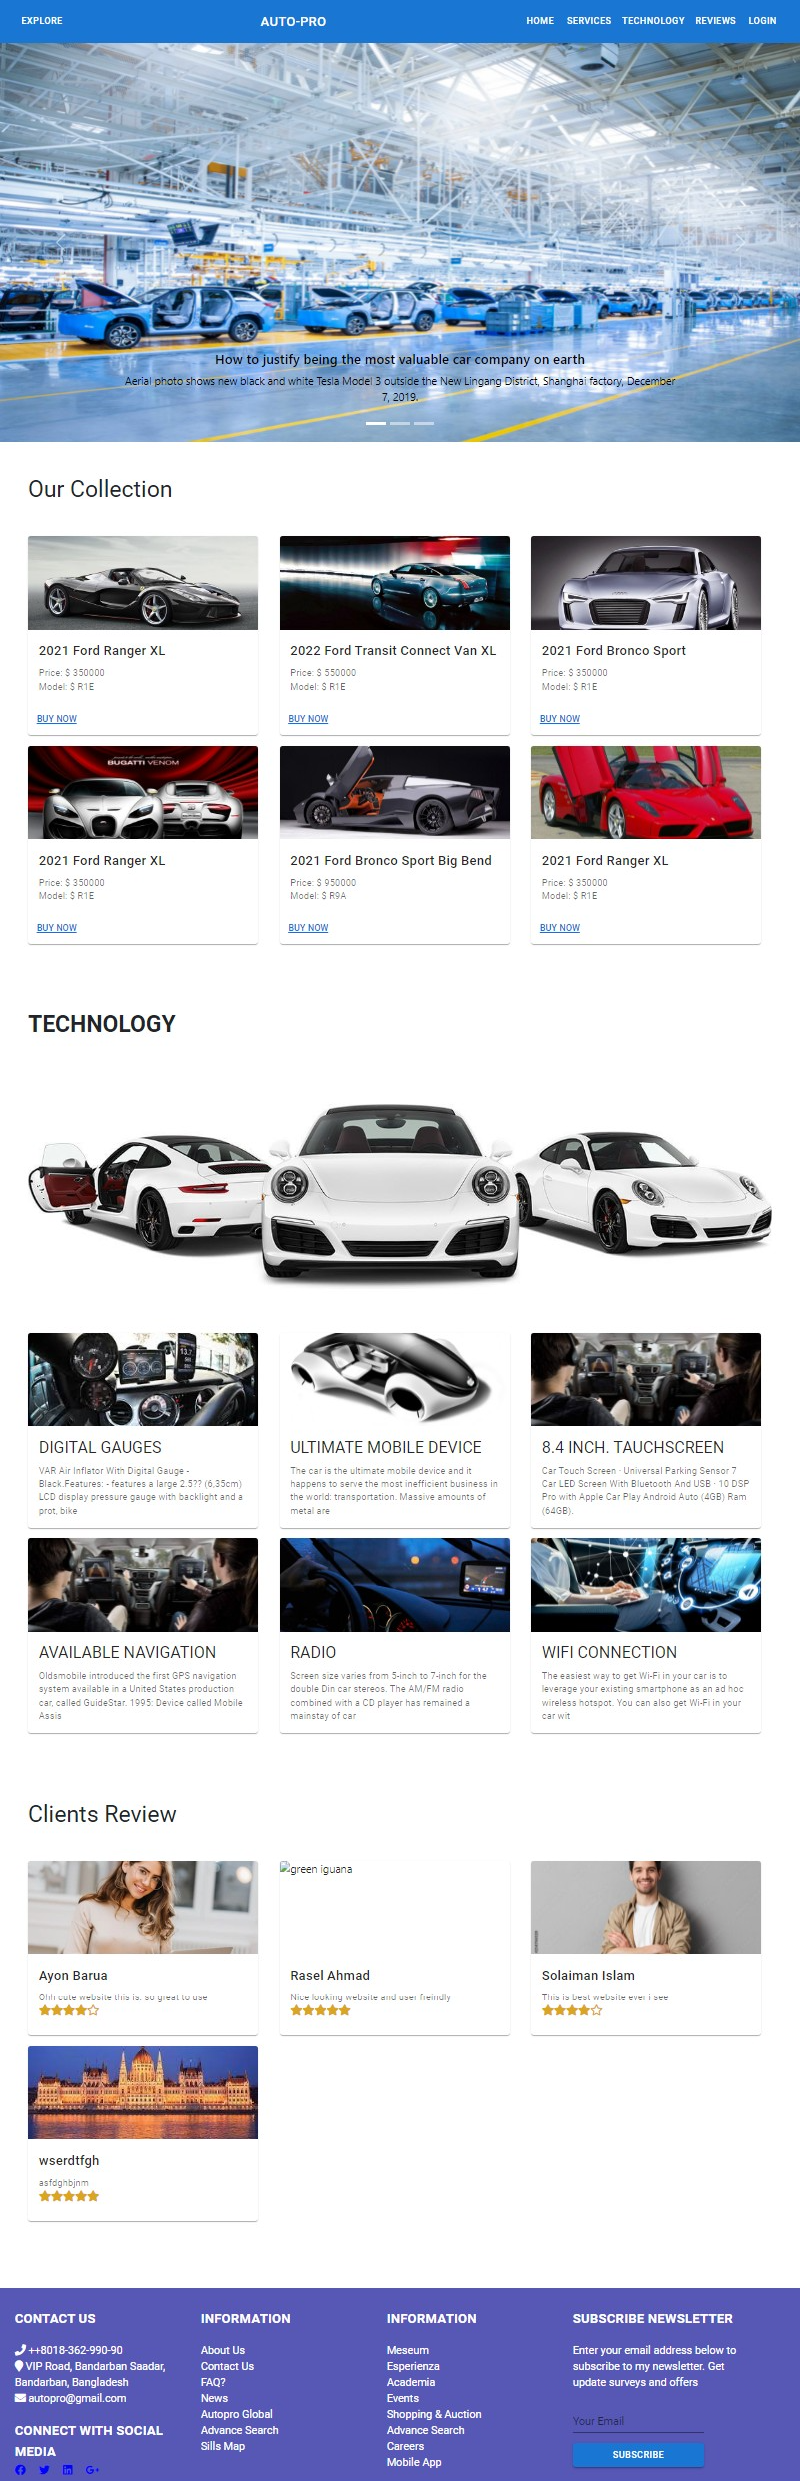 EXPLORE
AUTO-PRO
HOME SERVICES TECHNOLOGY REVIEWS LOGIN
How to justify being the most valuable car company on earth
Aerial photo shows new black and white Tesla Model 3 outside the New Lingang District, Shanghai factory, December
7, 2019.
Our Collection
2021 Ford Ranger XL
Price: $ 350000
Model: $ R1E
BUY NOW
2022 Ford Transit Connect Van XL
Price: $ 550000
Model: $ R1E
BUY NOW
2021 Ford Bronco Sport
Price: $ 350000
Model: $ R1E
BUY NOW
BUGATTI VENOM
2021 Ford Ranger XL
Price: $ 350000
Model: $ R1E
BUY NOW
2021 Ford Bronco Sport Big Bend
Price: $ 950000
Model: $ R9A
BUY NOW
2021 Ford Ranger XL
Price: $ 350000
Model: $ R1E
BUY NOW
TECHNOLOGY
DIGITAL GAUGES
VAR Air Inflator With Digital Gauge -
Black.Features: - features a large 2.5?? (6,35cm)
LCD display pressure gauge with backlight and a
prot, bike
ULTIMATE MOBILE DEVICE
The car is the ultimate mobile device and it
happens to serve the most inefficient business in
the world: transportation. Massive amounts of
metal are
8.4 INCH. TAUCHSCREEN
Car Touch Screen · Universal Parking Sensor 7
Car LED Screen With Bluetooth And USB · 10 DSP
Pro with Apple Car Play Android Auto (4GB) Ram
(64GB).
AVAILABLE NAVIGATION
Oldsmobile introduced the first GPS navigation
system available in a United States production
car, called GuideStar. 1995: Device called Mobile
Assis
RADIO
Screen size varies from 5-inch to 7-inch for the
double Din car stereos. The AM/FM radio
combined with a CD player has remained a
mainstay of car
WIFI CONNECTION
The easiest way to get Wi-Fi in your car is to
leverage your existing smartphone as an ad hoc
wireless hotspot. You can also get Wi-Fi in your
car wit
Clients Review
Ayon Barua
Ohh cute website this is. so great to use
green iguana
Rasel Ahmad
Nice looking website and user freindly
Solaiman Islam
This is best website ever i see
wserdtfgh
asfdghbjnm
CONTACT US
++8018-362-990-90
VIP Road, Bandarban Saadar,
Bandarban, Bangladesh
autopro@gmail.com
CONNECT WITH SOCIAL
MEDIA
INFORMATION
About Us
Contact Us
FAQ?
News
Autopro Global
Advance Search
Sills Map
INFORMATION
Meseum
Esperienza
Academia
Events
Shopping & Auction
Advance Search
Careers
Mobile App
SUBSCRIBE NEWSLETTER
Enter your email address below to
subscribe to my newsletter. Get
update surveys and offers
Your Email
SUBSCRIBE